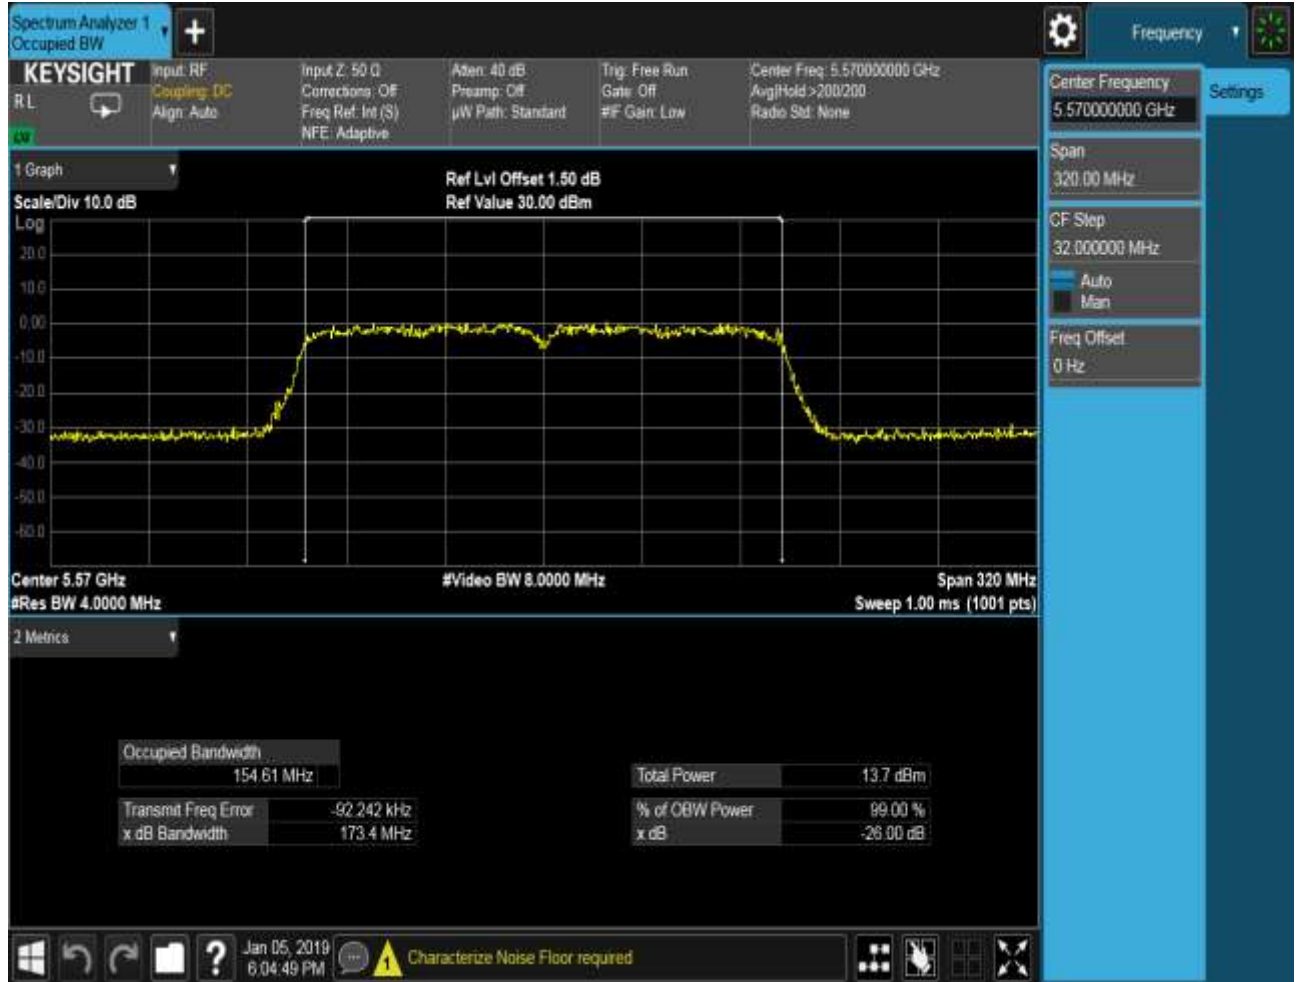 Spectrum Analyzer 1
Occupied BW
Frequency
KEYSIGHT
R L
Input: RF
Coupling: DC
Align: Auto
Input Z: 50 Ω
Corrections: Off
Freq Ref: Int (S)
NFE: Adaptive
Atten: 40 dB
Preamp: Off
µW Path: Standard
Trig: Free Run
Gate: Off
#IF Gain: Low
Center Freq: 5.570000000 GHz
Avg|Hold:>200/200
Radio Std: None
Center Frequency
5.570000000 GHz
Settings
Span
320.00 MHz
CF Step
32.000000 MHz
Auto
Man
Freq Offset
0 Hz
1 Graph
Scale/Div 10.0 dB
Ref Lvl Offset 1.50 dB
Ref Value 30.00 dBm
Log
20.0
10.0
0.00
-10.0
-20.0
-30.0
-40.0
-50.0
-60.0
Center 5.57 GHz
#Video BW 8.0000 MHz
Span 320 MHz
#Res BW 4.0000 MHz
Sweep 1.00 ms (1001 pts)
2 Metrics
Occupied Bandwidth
154.61 MHz
Total Power 13.7 dBm
Transmit Freq Error -92.242 kHz
% of OBW Power 99.00 %
x dB Bandwidth 173.4 MHz
x dB -26.00 dB
?
Jan 05, 2019
6:04:49 PM
1
Characterize Noise Floor required